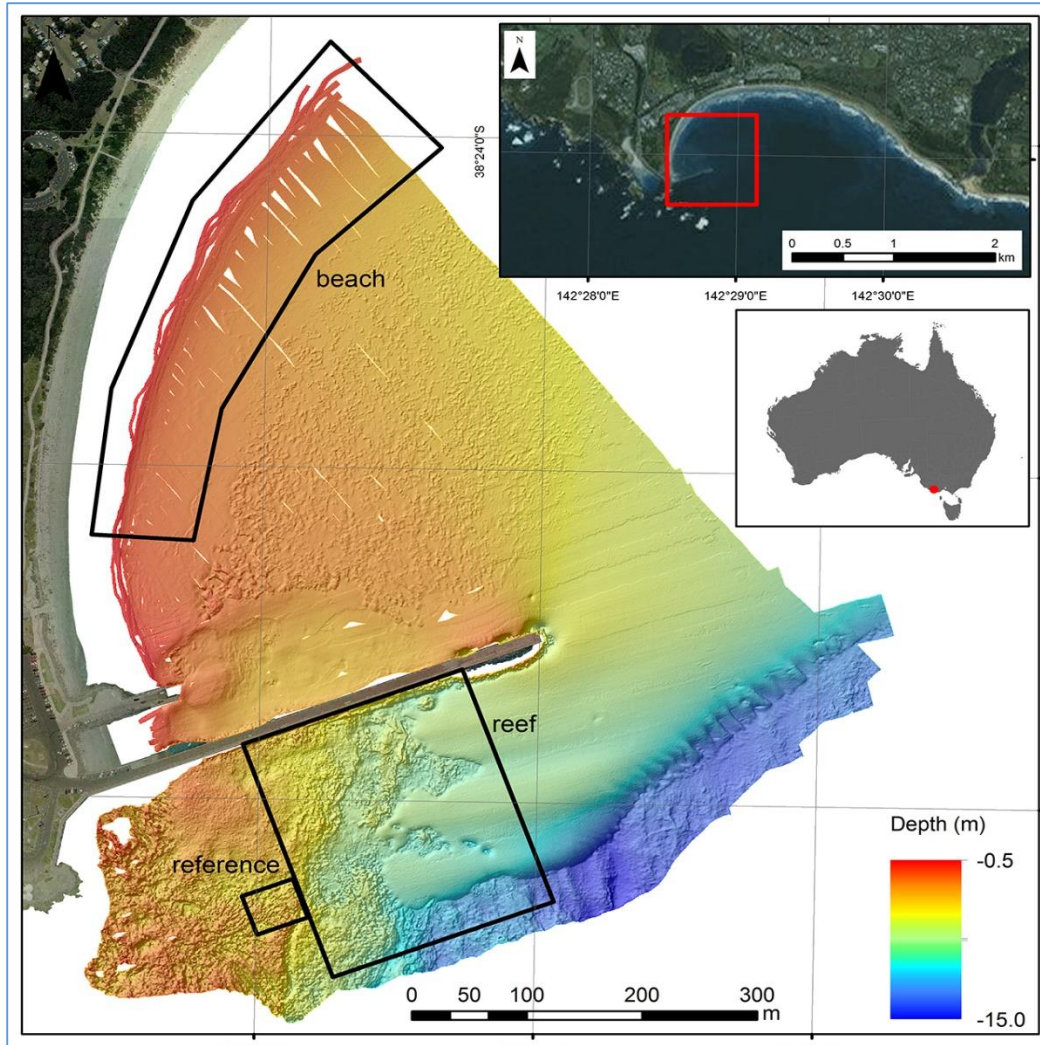 N
N
38°24'0"S
0 0.5 1 2
km
142°28'0"E 142°29'0"E 142°30'0"E
beach
reef
reference
Depth (m)
-0.5
-15.0
0 50 100 200 300
m